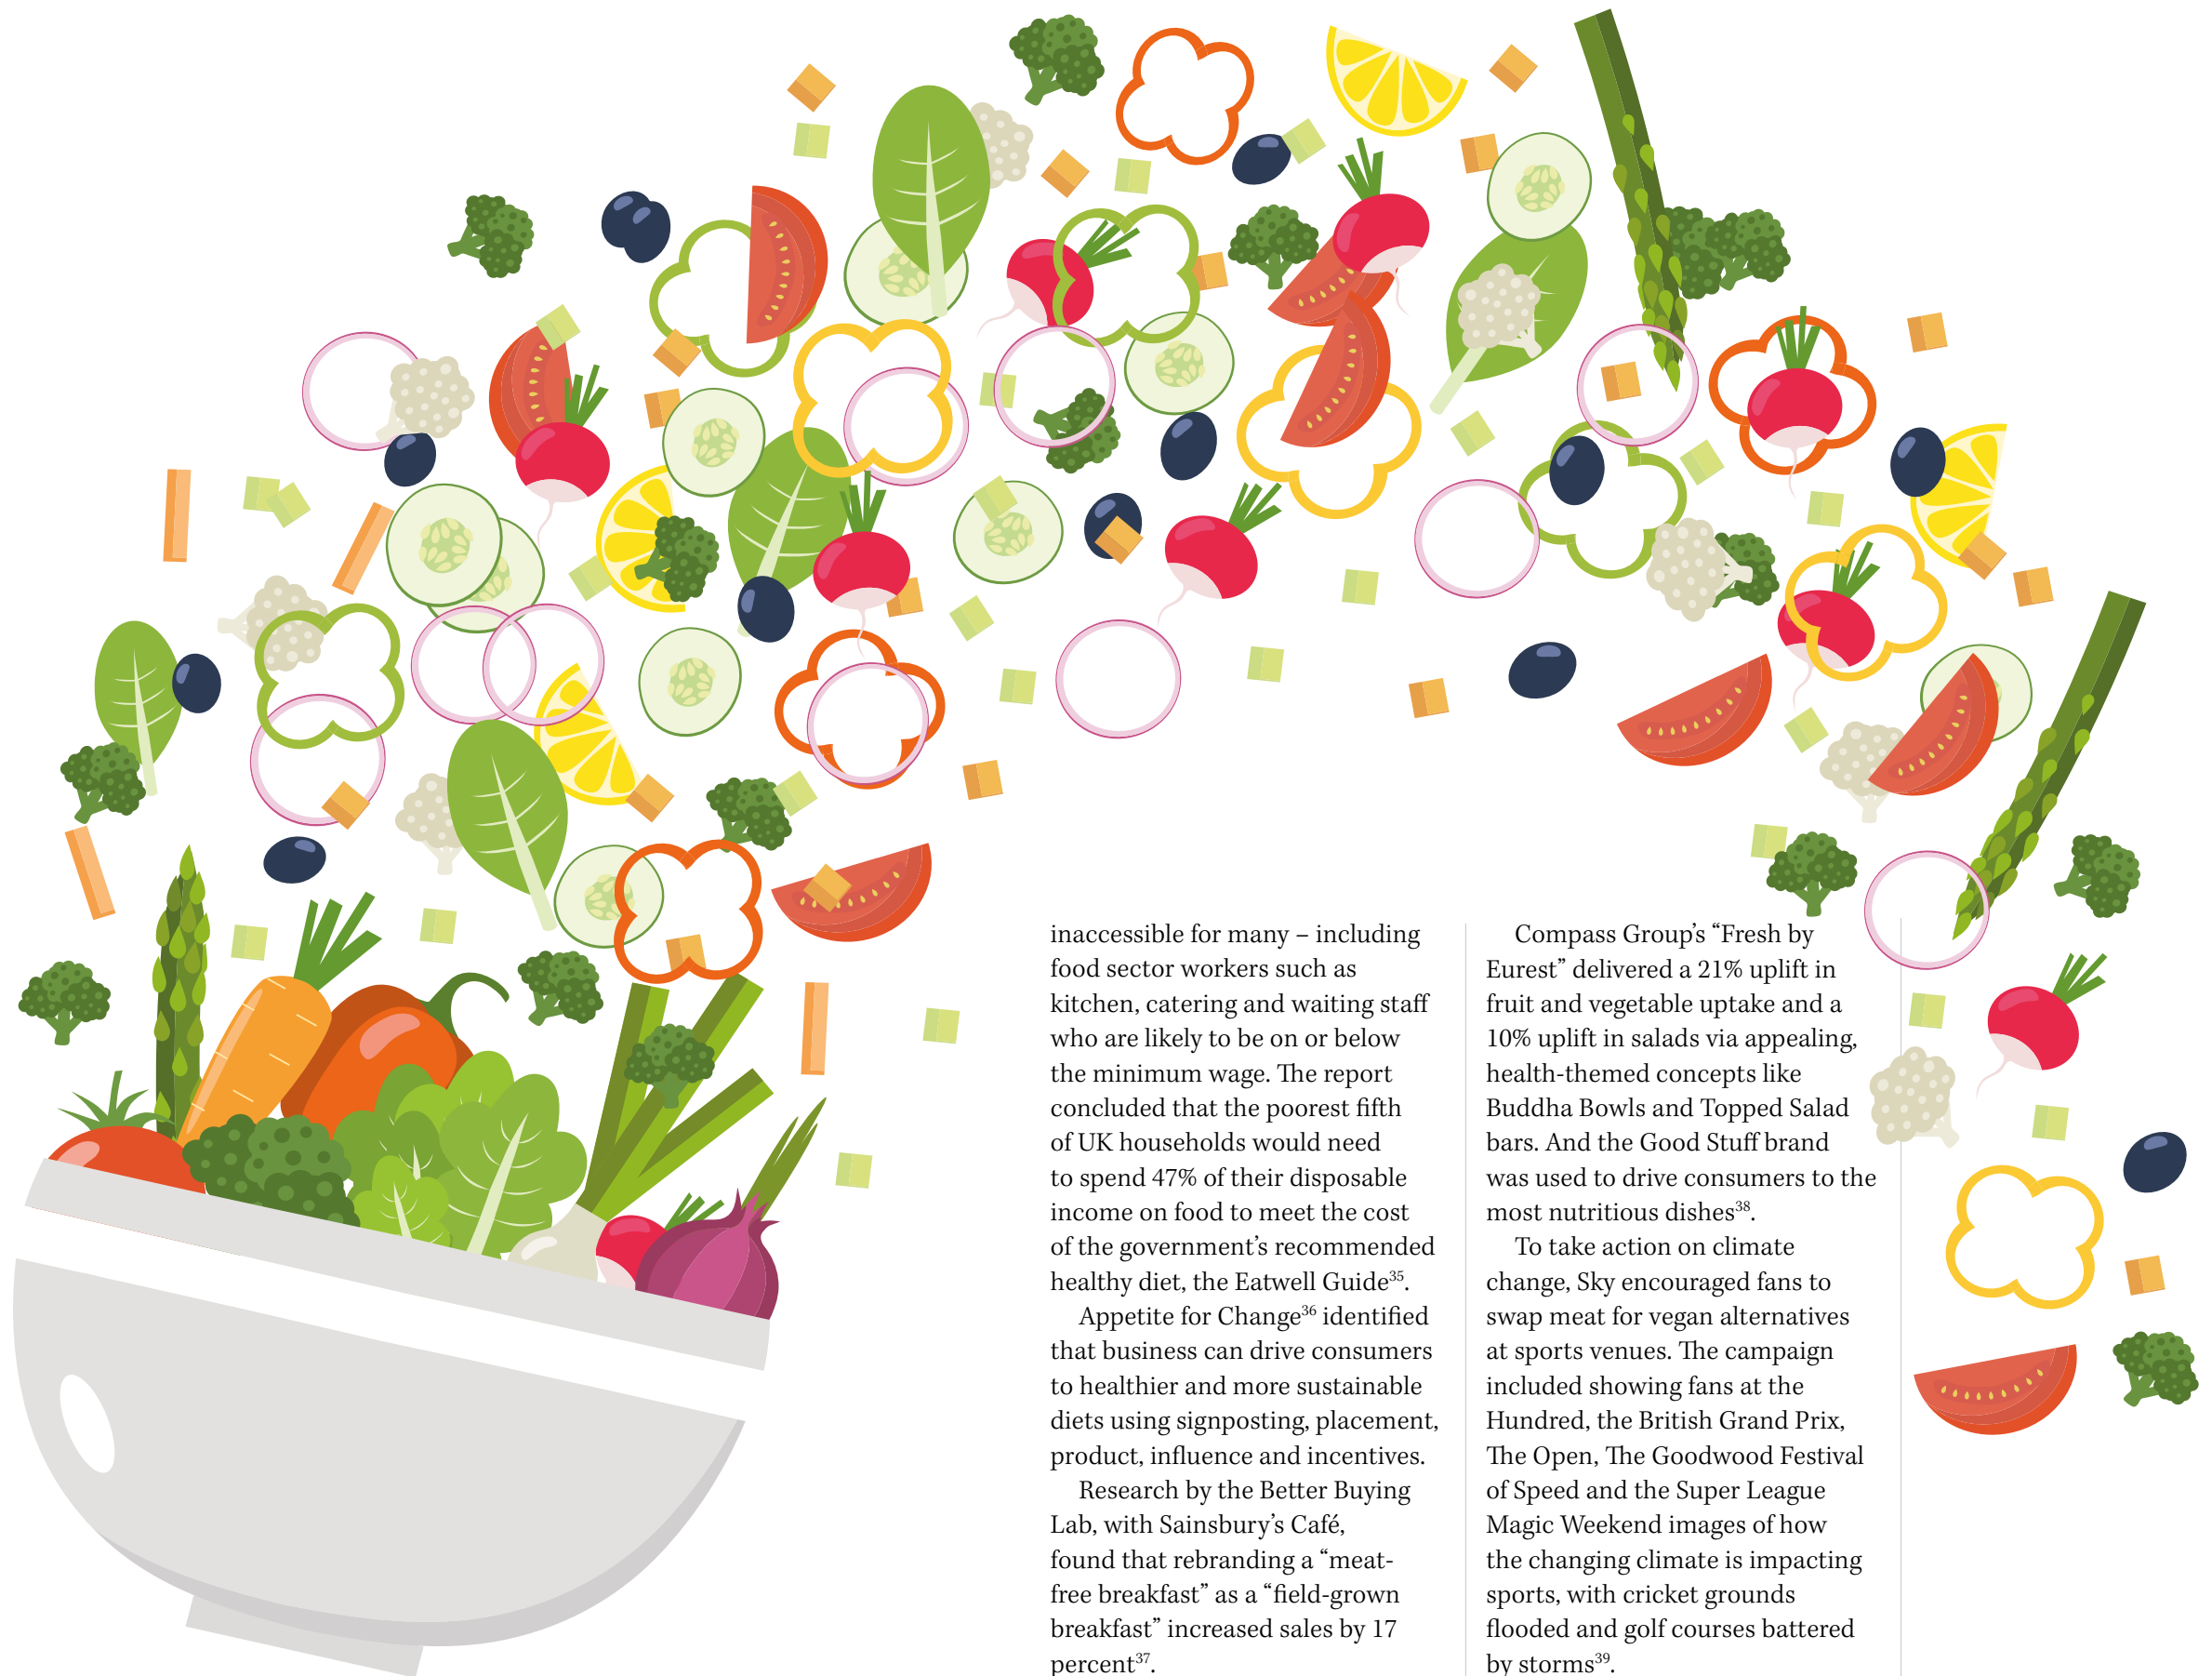 inaccessible for many – including
food sector workers such as
kitchen, catering and waiting staff
who are likely to be on or below
the minimum wage. The report
concluded that the poorest fifth
of UK households would need
to spend 47% of their disposable
income on food to meet the cost
of the government’s recommended
healthy diet, the Eatwell Guide³⁵.
Appetite for Change³⁶ identified
that business can drive consumers
to healthier and more sustainable
diets using signposting, placement,
product, influence and incentives.
Research by the Better Buying
Lab, with Sainsbury’s Café,
found that rebranding a “meat-
free breakfast” as a “field-grown
breakfast” increased sales by 17
percent³⁷.
Compass Group’s “Fresh by
Eurest” delivered a 21% uplift in
fruit and vegetable uptake and a
10% uplift in salads via appealing,
health-themed concepts like
Buddha Bowls and Topped Salad
bars. And the Good Stuff brand
was used to drive consumers to the
most nutritious dishes³⁸.
To take action on climate
change, Sky encouraged fans to
swap meat for vegan alternatives
at sports venues. The campaign
included showing fans at the
Hundred, the British Grand Prix,
The Open, The Goodwood Festival
of Speed and the Super League
Magic Weekend images of how
the changing climate is impacting
sports, with cricket grounds
flooded and golf courses battered
by storms³⁹.